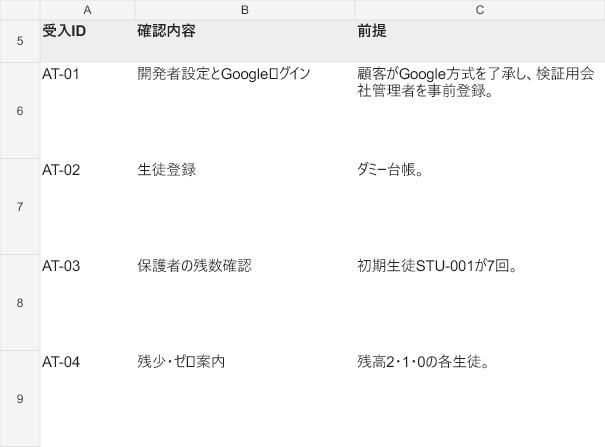 A B C
5 受入ID 確認内容 前提
6 AT-01 開発者設定とGoogleログイン 顧客がGoogle方式を了承し、検証用会
社管理者を事前登録。
7 AT-02 生徒登録 ダミー台帳。
8 AT-03 保護者の残数確認 初期生徒STU-001が7回。
9 AT-04 残少・ゼロ案内 残高2・1・0の各生徒。